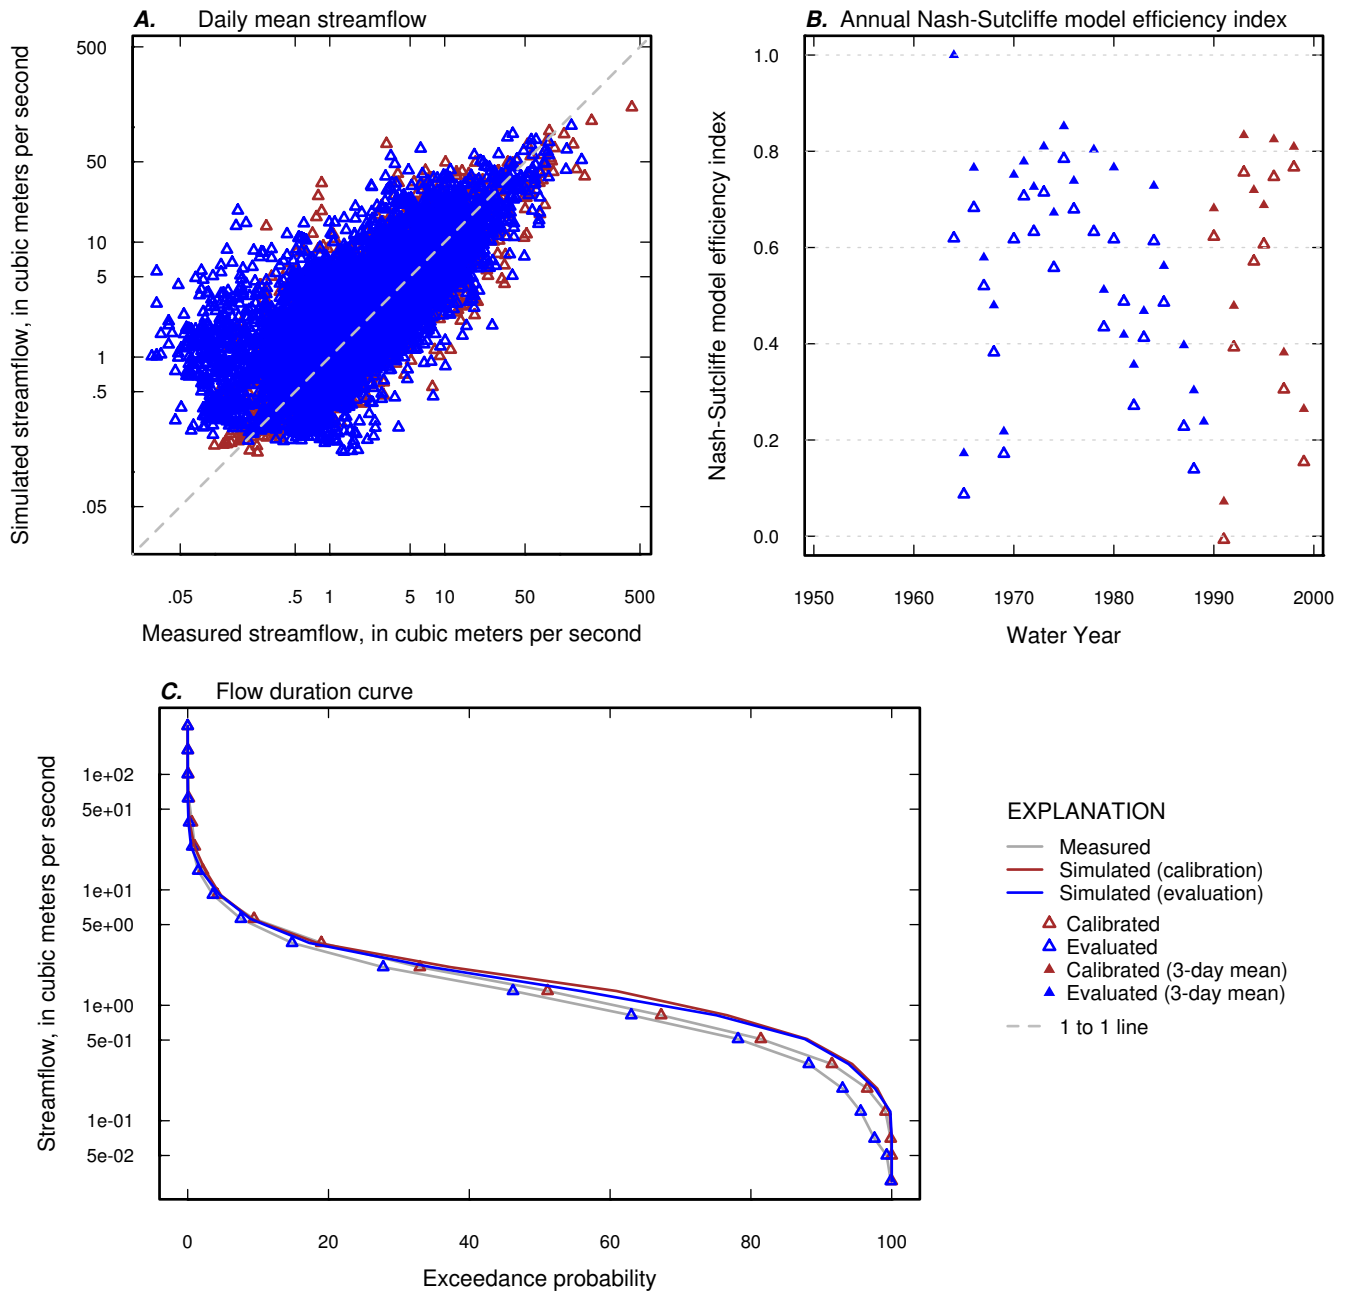 A. Daily mean streamflow
Simulated streamflow, in cubic meters per second
500
50
10
5
1
.5
.05
.05 .5 1 5 10 50 500
Measured streamflow, in cubic meters per second
B. Annual Nash-Sutcliffe model efficiency index
Nash-Sutcliffe model efficiency index
1.0
0.8
0.6
0.4
0.2
0.0
1950 1960 1970 1980 1990 2000
Water Year
C. Flow duration curve
Streamflow, in cubic meters per second
1e+02
5e+01
1e+01
5e+00
1e+00
5e-01
1e-01
5e-02
0 20 40 60 80 100
Exceedance probability
EXPLANATION
Measured
Simulated (calibration)
Simulated (evaluation)
Calibrated
Evaluated
Calibrated (3-day mean)
Evaluated (3-day mean)
1 to 1 line